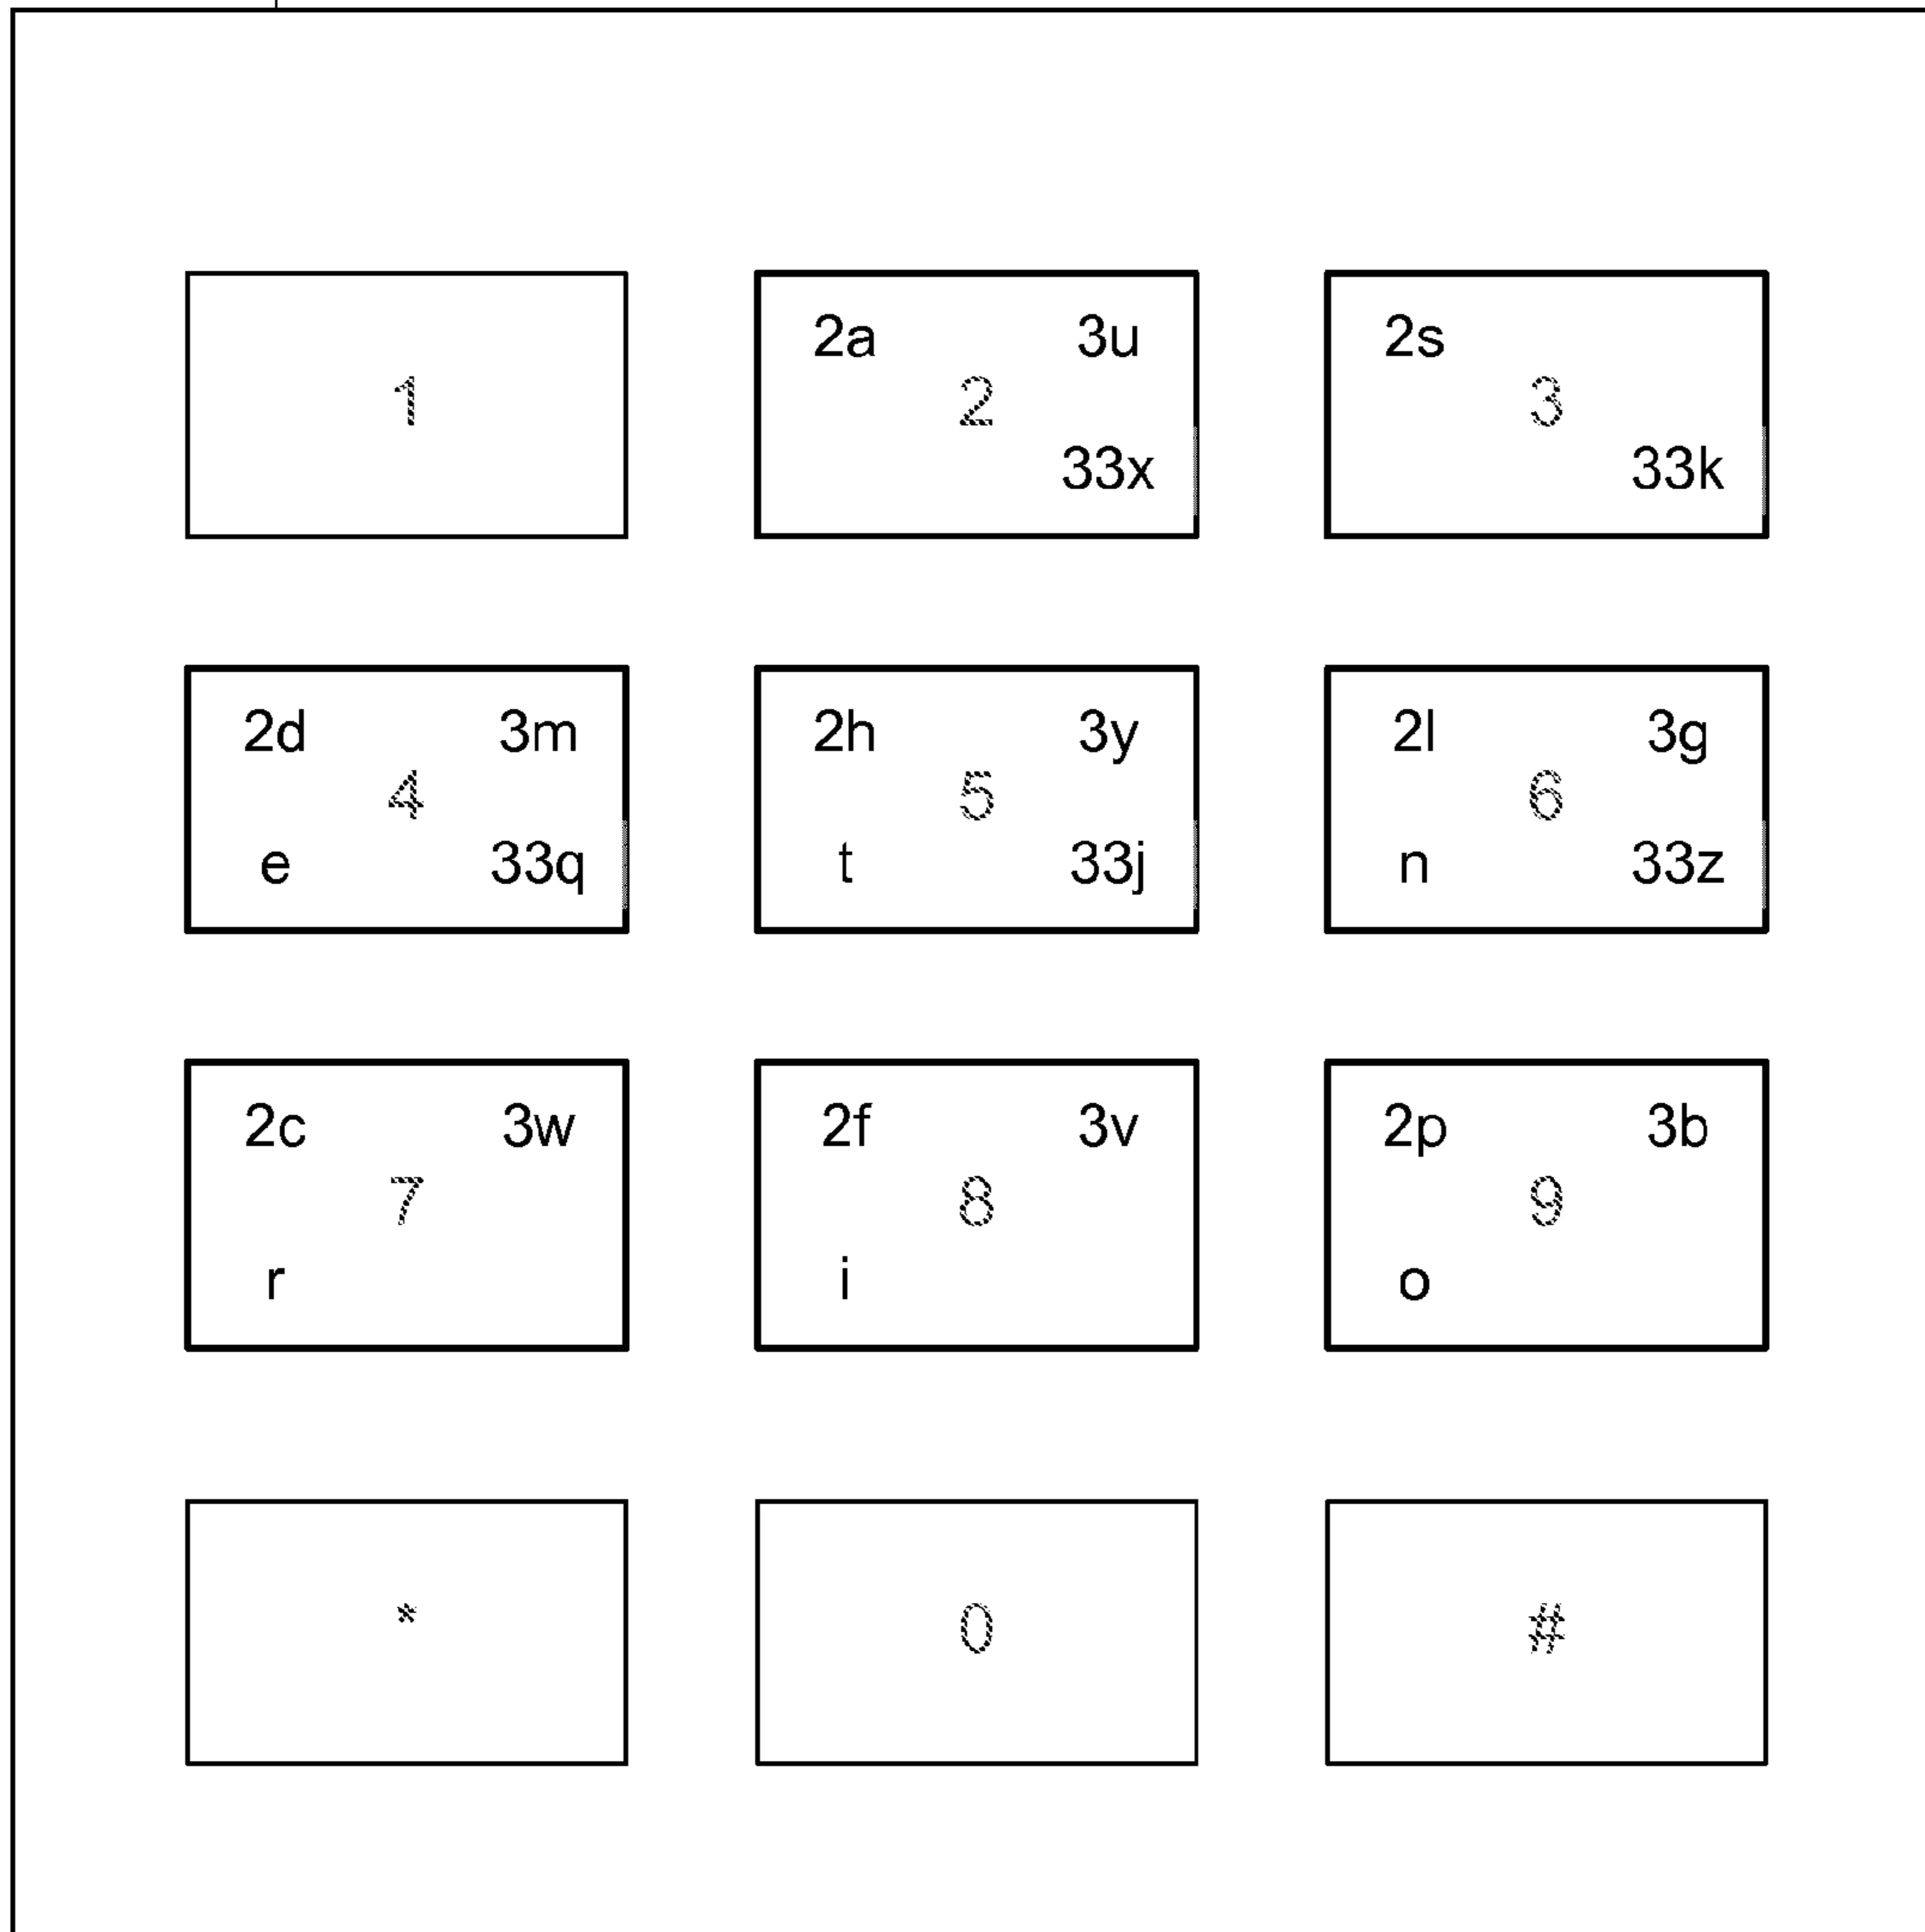 2a 3u 2s
1 2 3
33x 33k
2d 3m 2h 3y 2l 3g
4 5 6
e 33q t 33j n 33z
2c 3w 2f 3v 2p 3b
7 8 9
r i o
* 0 #